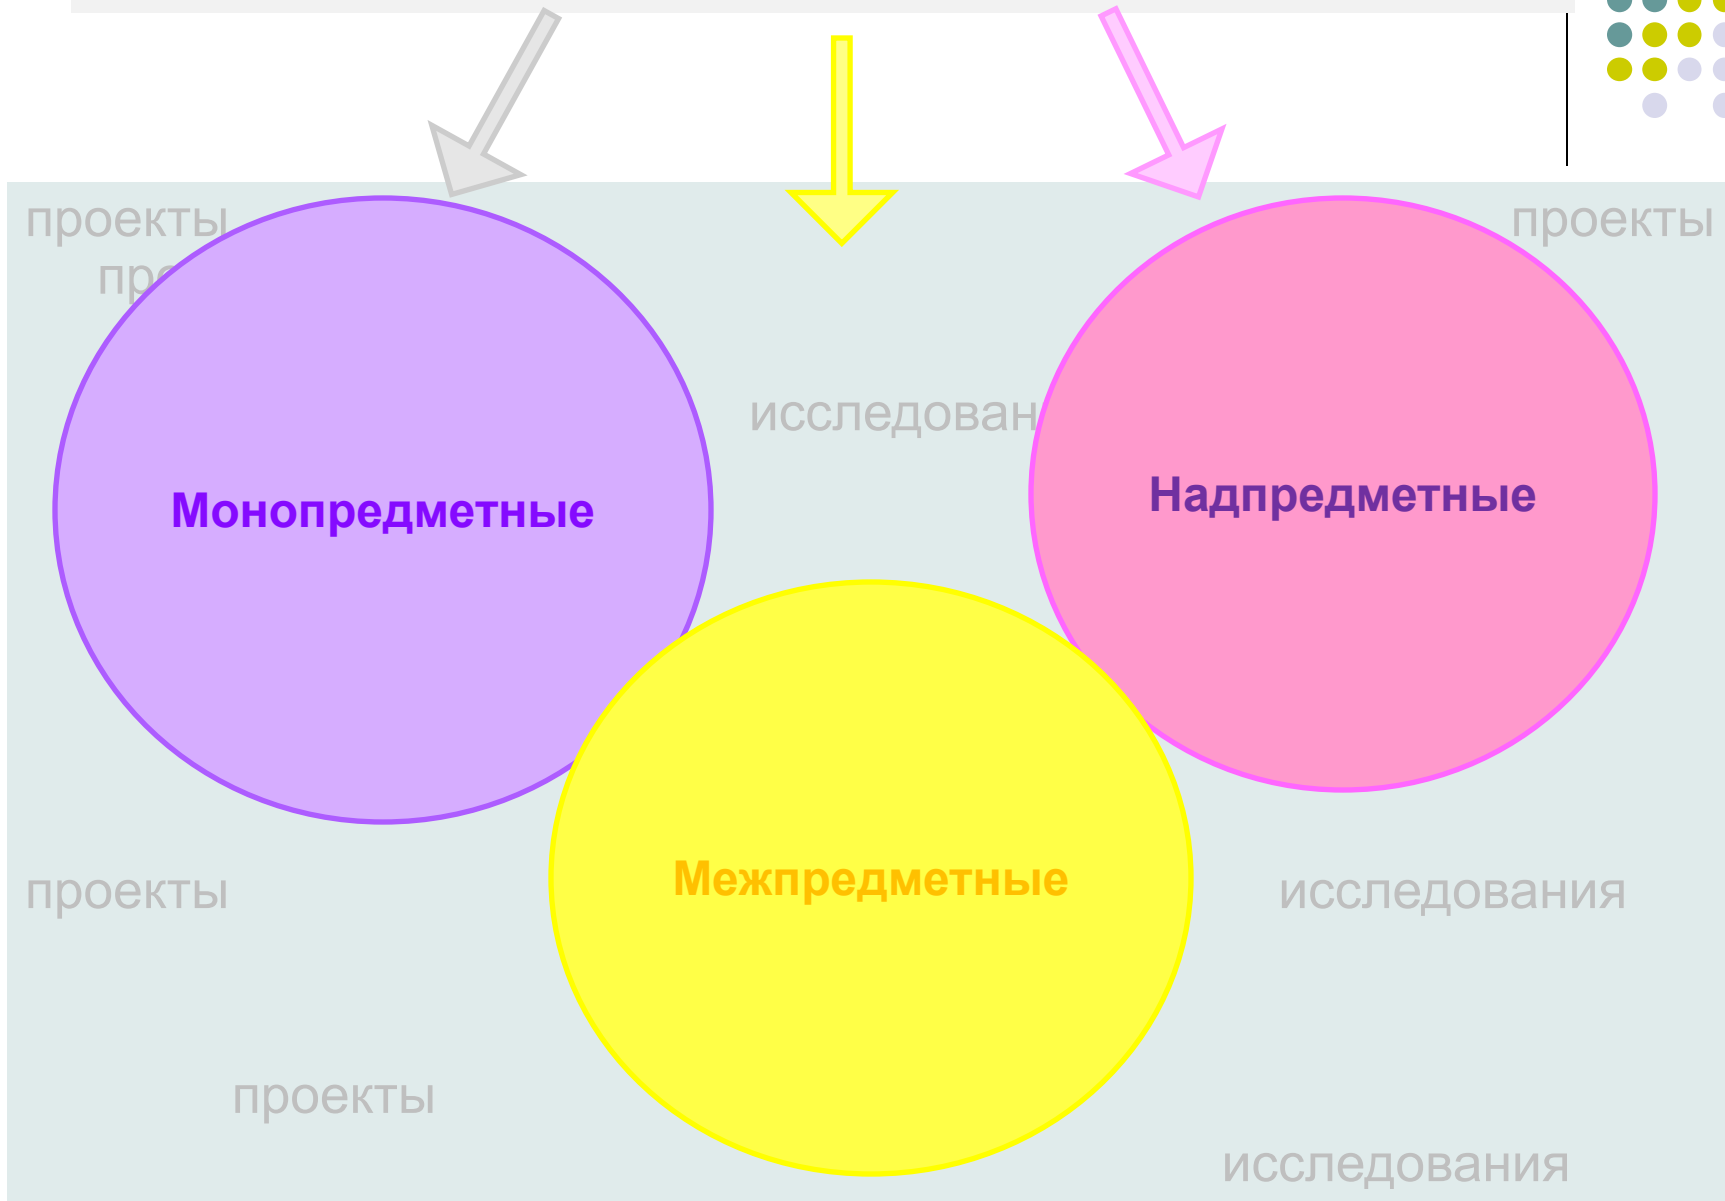 проекты
проекты
исследован
Монопредметные
Надпредметные
Межпредметные
проекты
исследования
проекты
исследования